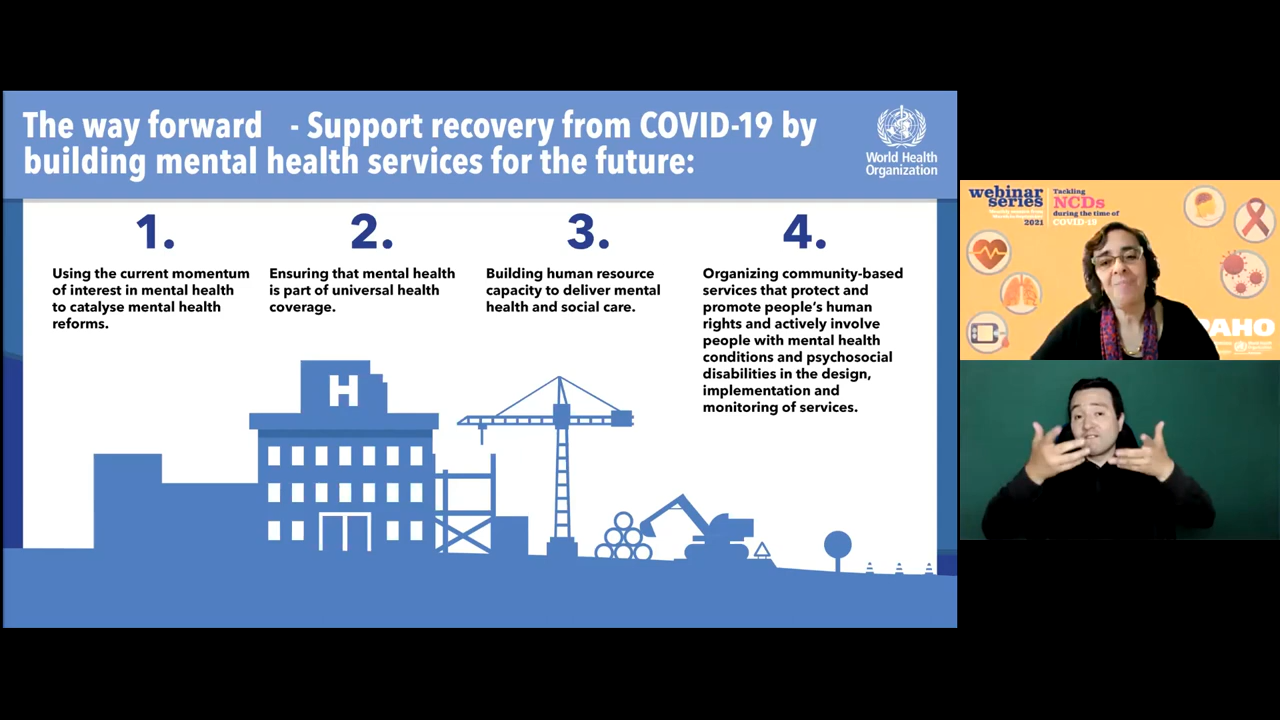 The way forward - Support recovery from COVID-19 by
building mental health services for the future:
World Health
Organization
1.
Using the current momentum
of interest in mental health
to catalyse mental health
reforms.
2.
Ensuring that mental health
is part of universal health
coverage.
3.
Building human resource
capacity to deliver mental
health and social care.
4.
Organizing community-based
services that protect and
promote people's human
rights and actively involve
people with mental health
conditions and psychosocial
disabilities in the design,
implementation and
monitoring of services.
H
webinar
series
2021
Tackling
NCDs
during the time of
COVID-19
PAHO